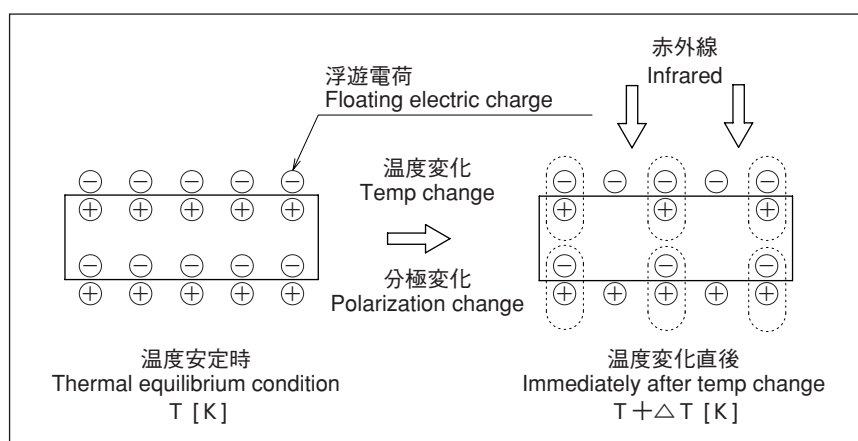 赤外線
Infrared
浮遊電荷
Floating electric charge
温度変化
Temp change
分極変化
Polarization change
温度安定時
Thermal equilibrium condition
T [K]
温度変化直後
Immediately after temp change
T+△T [K]